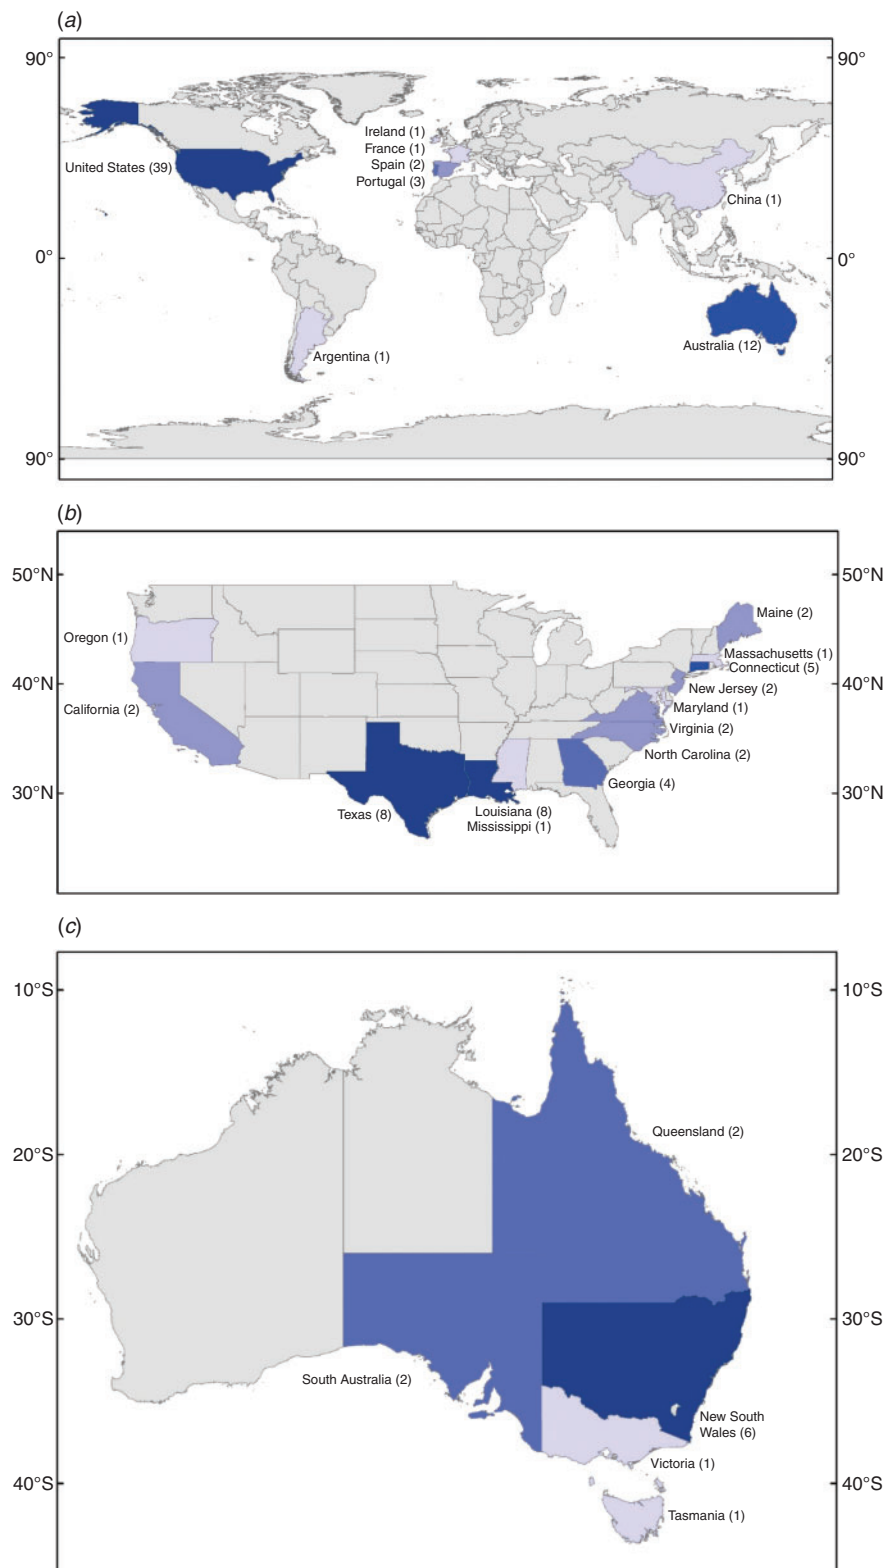 (a)
90°
90°
Ireland (1)
France (1)
United States (39)
Spain (2)
Portugal (3)
China (1)
0°
0°
Australia (12)
Argentina (1)
90°
90°
(b)
50°N
50°N
Maine (2)
Oregon (1)
Massachusetts (1)
Connecticut (5)
40°N
40°N
New Jersey (2)
California (2)
Maryland (1)
Virginia (2)
North Carolina (2)
Georgia (4)
30°N
30°N
Texas (8)
Louisiana (8)
Mississippi (1)
(c)
10°S
10°S
Queensland (2)
20°S
20°S
30°S
30°S
South Australia (2)
New South
Wales (6)
Victoria (1)
40°S
40°S
Tasmania (1)